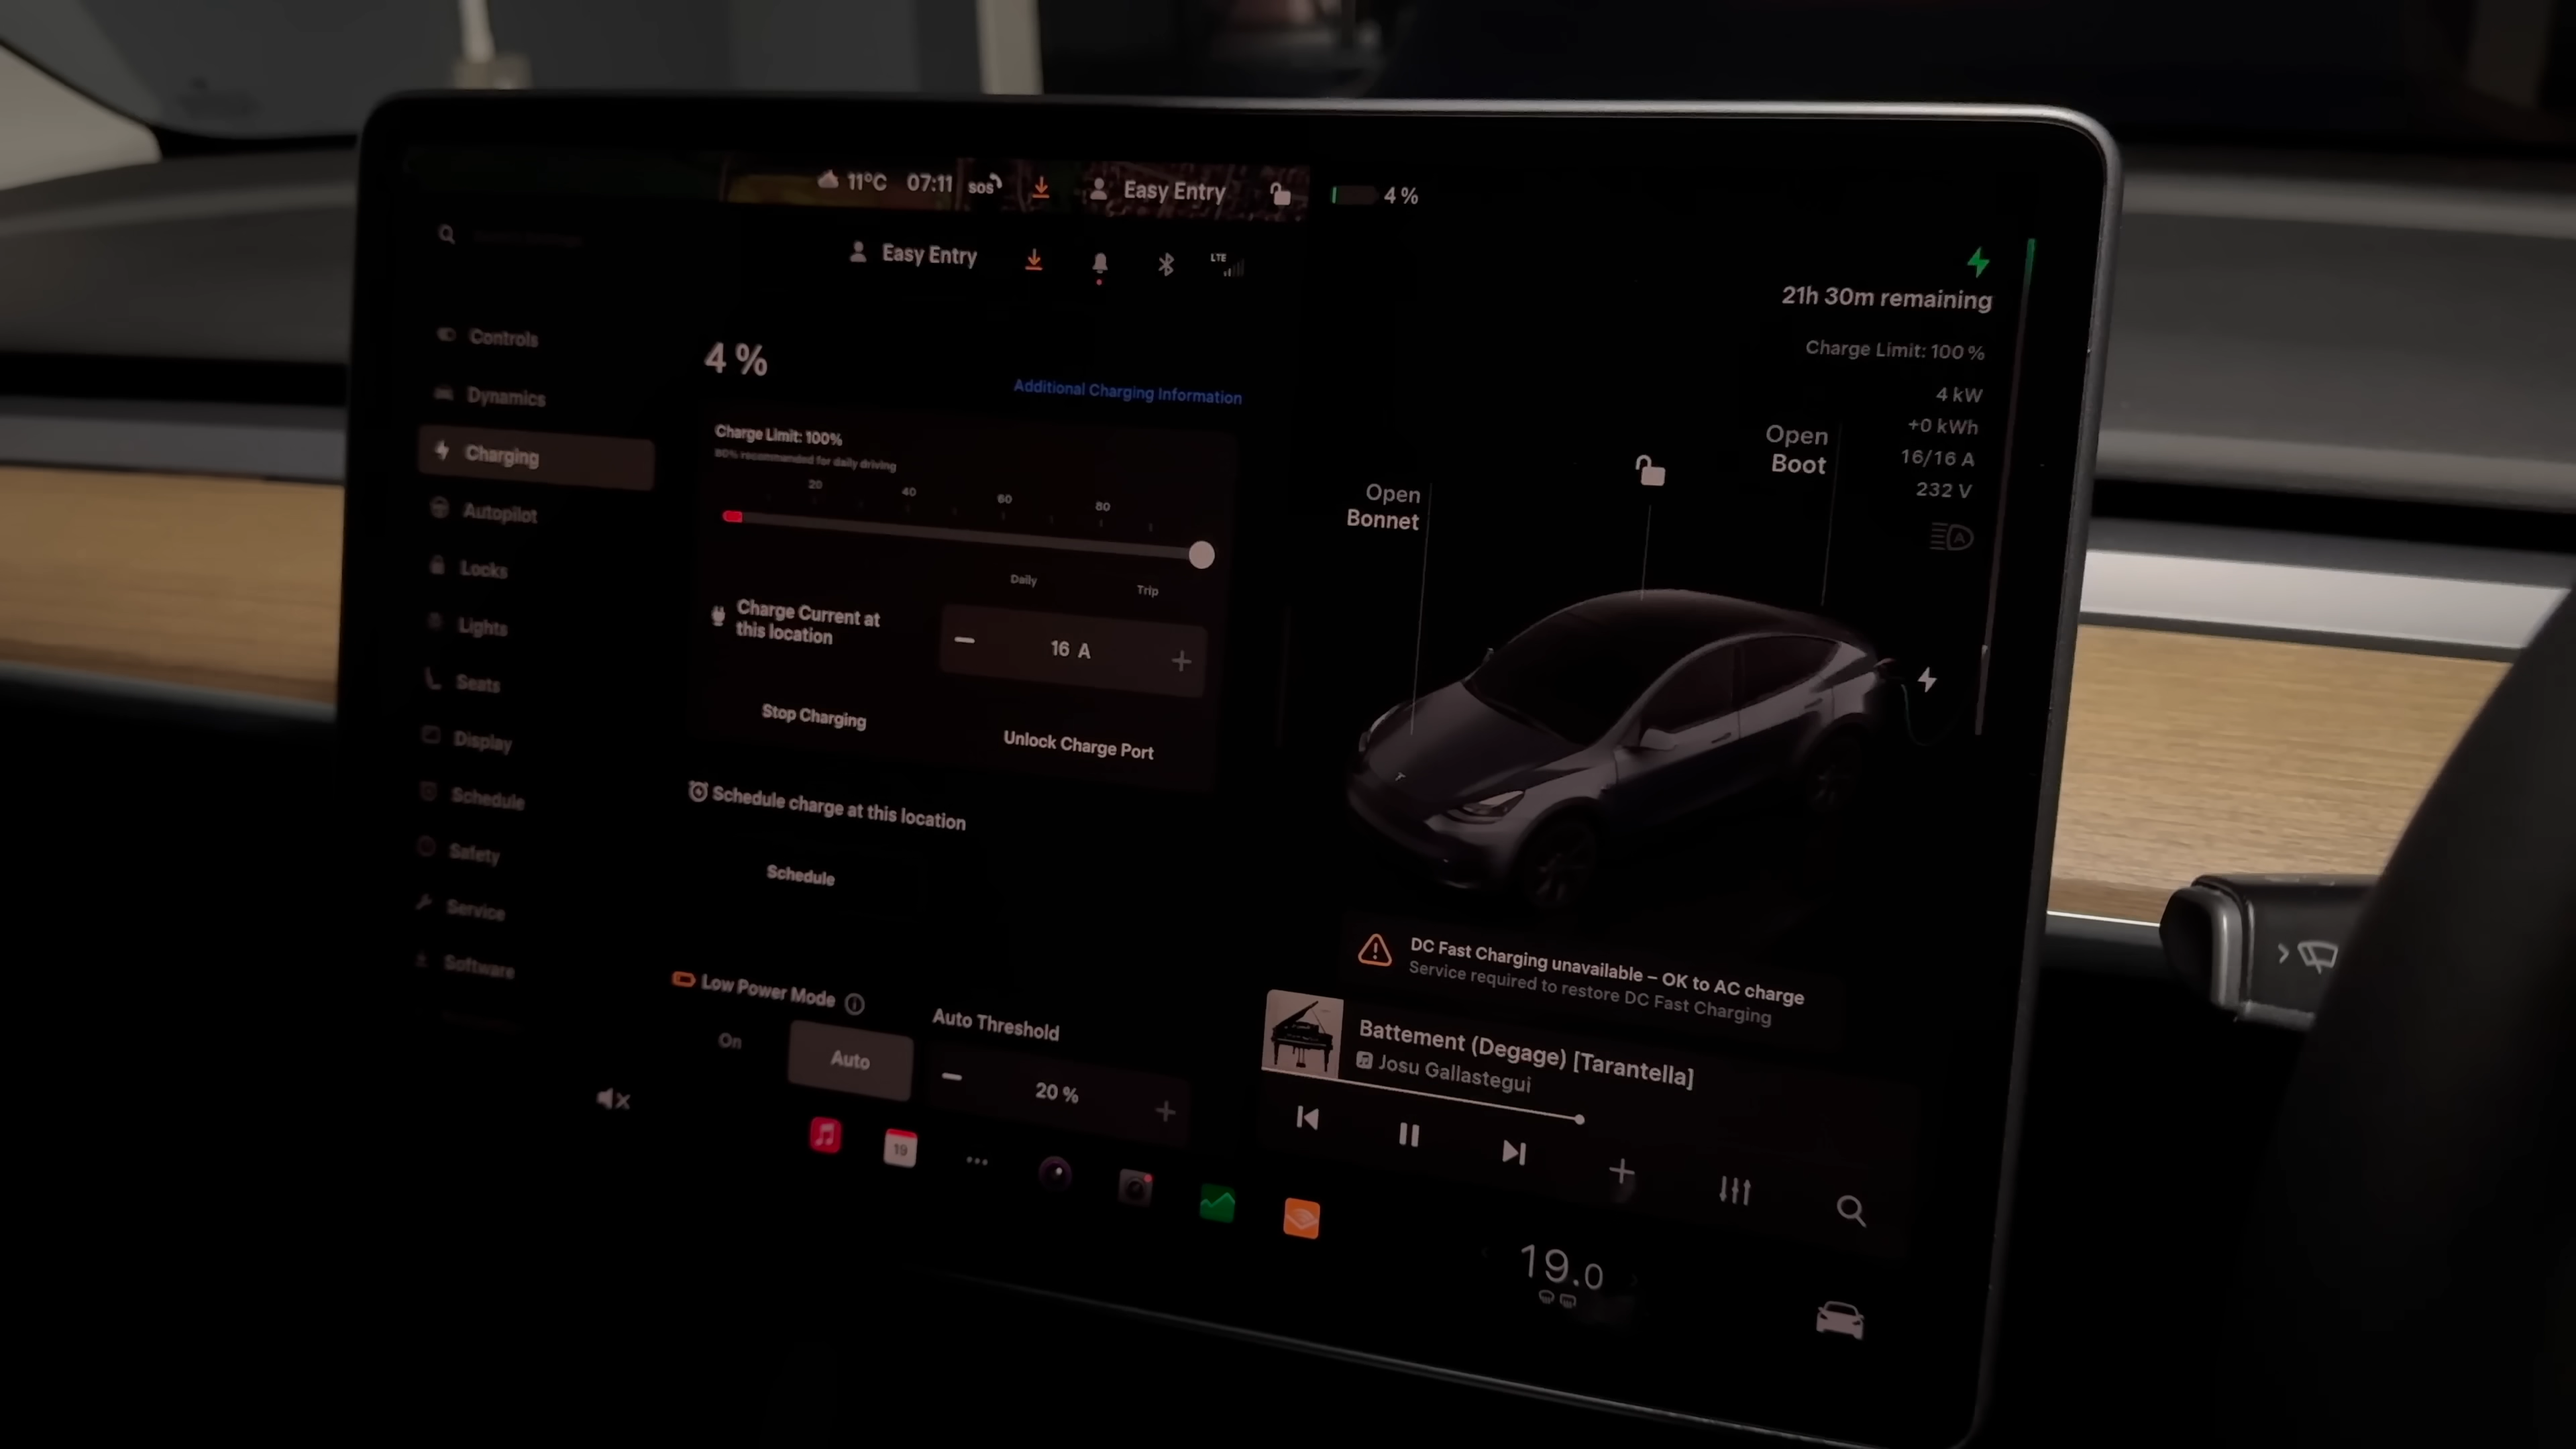 11°C 07:11 SOS Easy Entry 4 %
Easy Entry LTE
Controls
Dynamics
Charging
Autopilot
Locks
Lights
Seats
Display
Schedule
Safety
Service
Software
4 %
Additional Charging Information
Charge Limit: 100%
80% recommended for daily driving
20 40 60 80
Daily Trip
Charge Current at
this location
16 A
Stop Charging
Unlock Charge Port
Schedule charge at this location
Schedule
Low Power Mode
On
Auto
Auto Threshold
20 %
19
21h 30m remaining
Charge Limit: 100 %
4 kW
+0 kWh
16/16 A
232 V
A
Open
Boot
Open
Bonnet
DC Fast Charging unavailable – OK to AC charge
Service required to restore DC Fast Charging
Battement (Degage) [Tarantella]
Josu Gallastegui
19.0